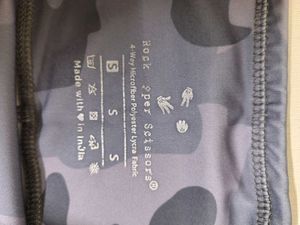 Rock Paper Scissors®
4-Way Microfiber Polyester Lycra Fabric
S S S
Made with ❤ in India